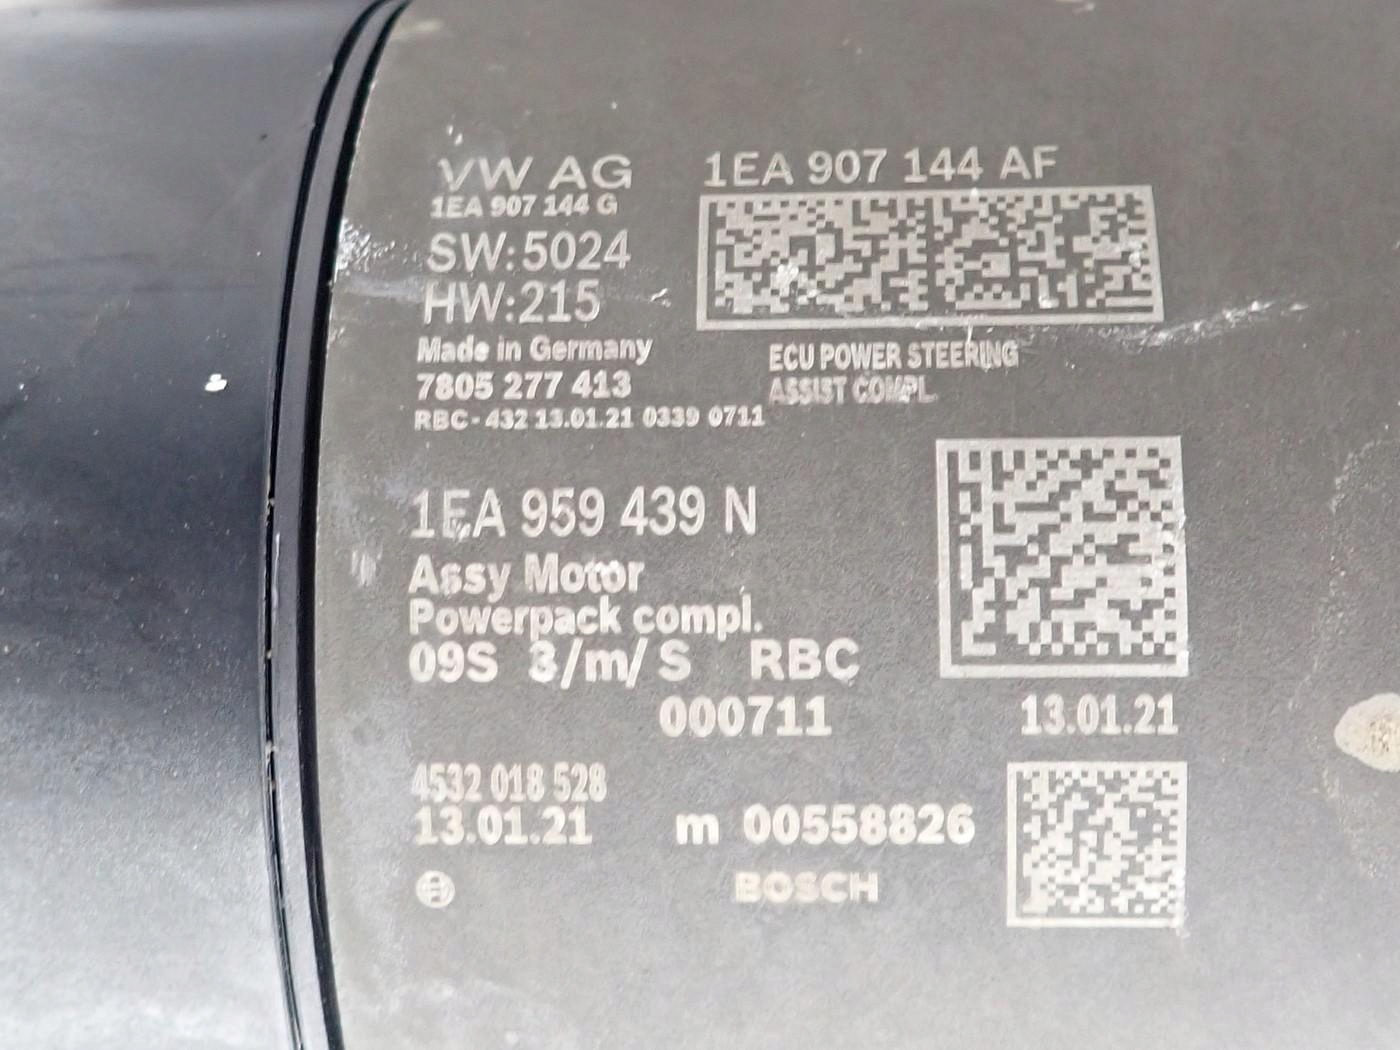 VW AG
1EA 907 144 G
SW:5024
HW:215
Made in Germany
7805 277 413
RBC-432 13.01.21 0339 0711
1EA 907 144 AF
ECU POWER STEERING
ASSIST COMPL.
1EA 959 439 N
Assy Motor
Powerpack compl.
09S 3/m/S RBC
000711
13.01.21
4532 018 528
13.01.21 m 00558826
BOSCH